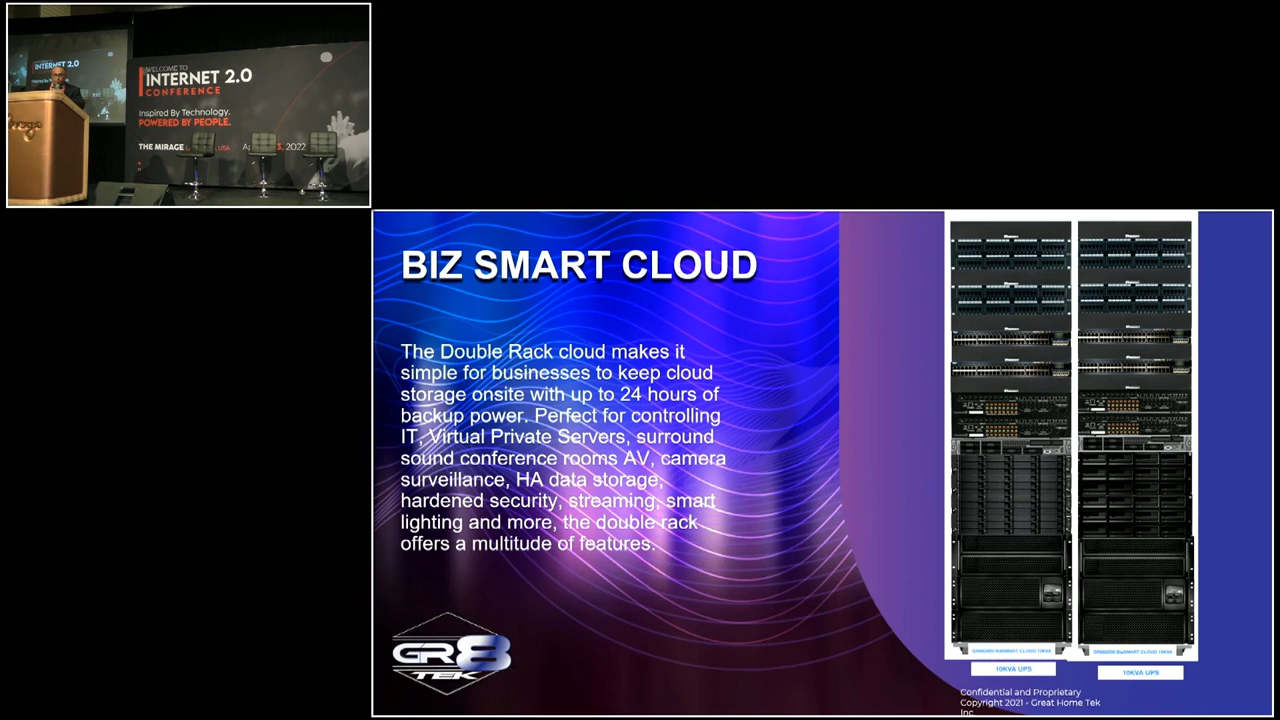 WELCOME TO
INTERNET 2.0
CONFERENCE
Inspired By Technology.
POWERED BY PEOPLE.
THE MIRAGE
2022
INTERNET 2.0
BIZ SMART CLOUD
The Double Rack cloud makes it
simple for businesses to keep cloud
storage onsite with up to 24 hours of
backup power. Perfect for controlling
IT, Virtual Private Servers, surround
and conference rooms AV, camera
surveillance, HA data storage,
hardened security, streaming, smart
lighting and more, the double rack
offers a multitude of features.
GR8
TEK
10KVA UPS
10KVA UPS
Confidential and Proprietary
Copyright 2021 - Great Home Tek
Inc.